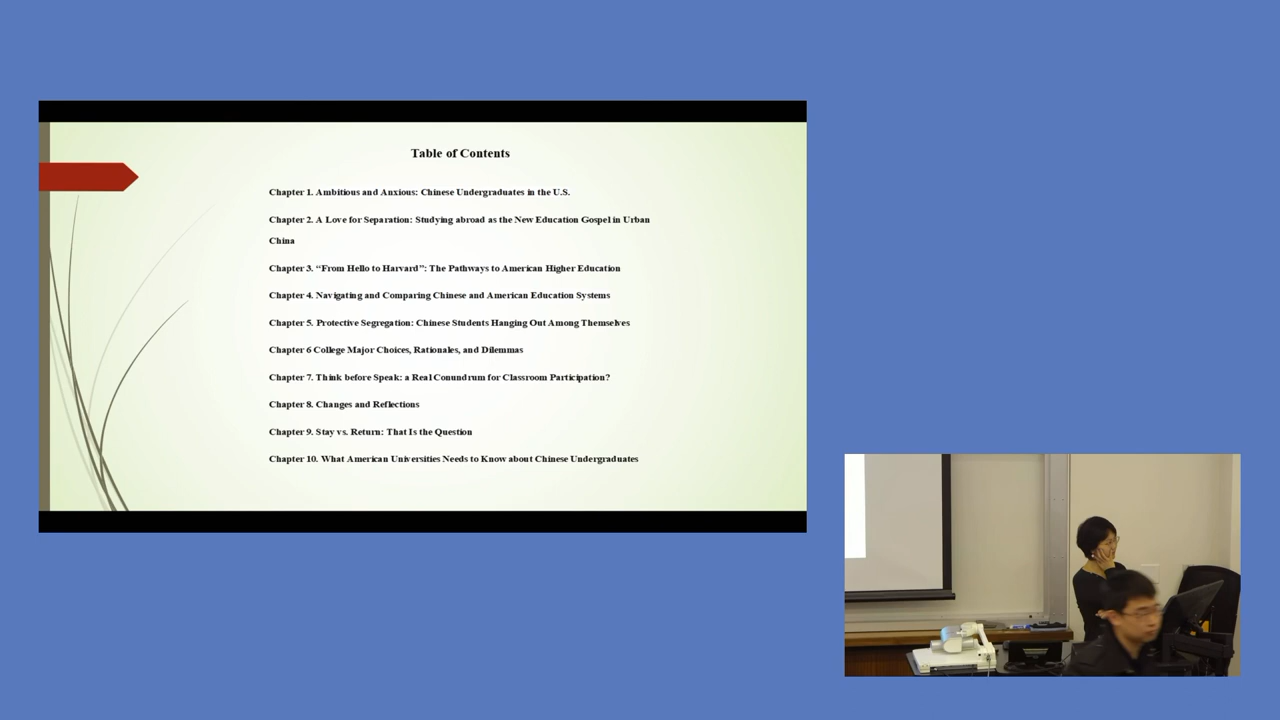 Table of Contents
Chapter 1. Ambitious and Anxious: Chinese Undergraduates in the U.S.
Chapter 2. A Love for Separation: Studying abroad as the New Education Gospel in Urban
China
Chapter 3. “From Hello to Harvard”: The Pathways to American Higher Education
Chapter 4. Navigating and Comparing Chinese and American Education Systems
Chapter 5. Protective Segregation: Chinese Students Hanging Out Among Themselves
Chapter 6 College Major Choices, Rationales, and Dilemmas
Chapter 7. Think before Speak: a Real Conundrum for Classroom Participation?
Chapter 8. Changes and Reflections
Chapter 9. Stay vs. Return: That Is the Question
Chapter 10. What American Universities Needs to Know about Chinese Undergraduates